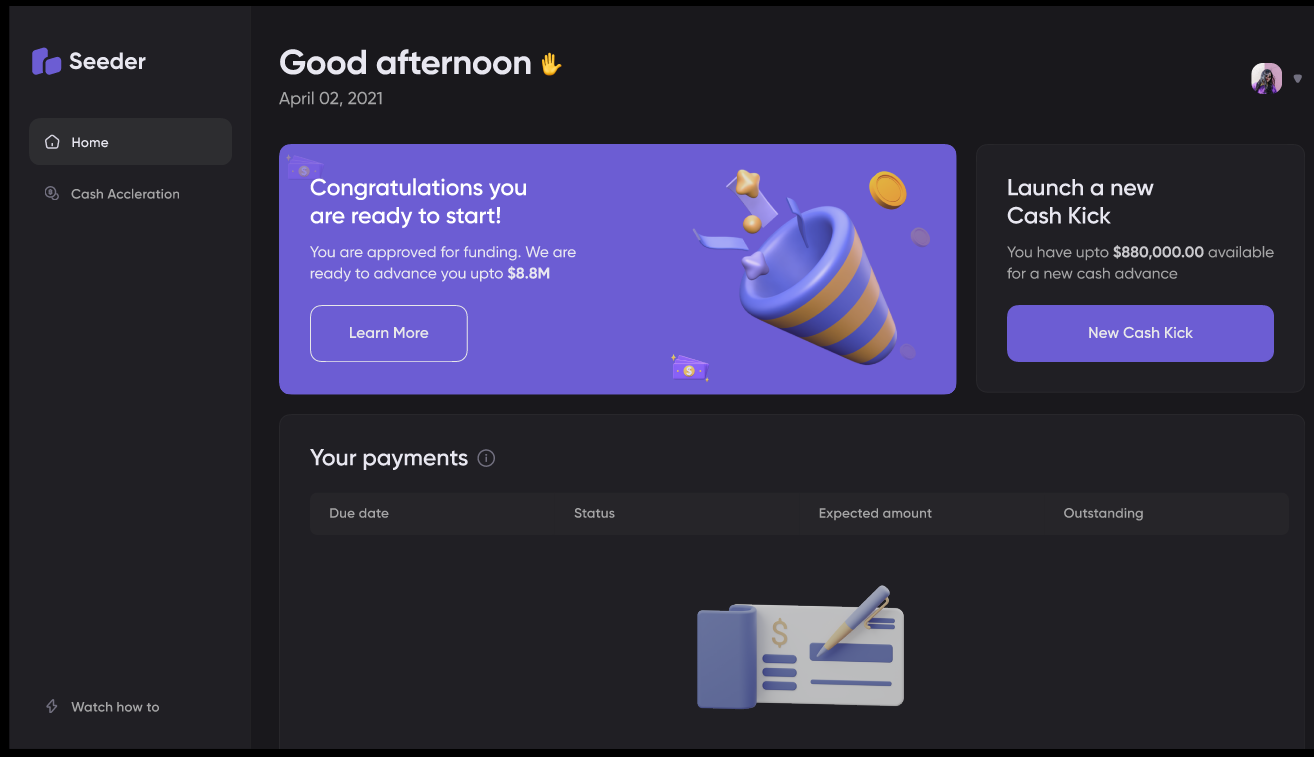 Seeder
Home
Cash Accleration
Watch how to
Good afternoon 🖐
April 02, 2021
Congratulations you
are ready to start!
You are approved for funding. We are
ready to advance you upto $8.8M
Learn More
Launch a new
Cash Kick
You have upto $880,000.00 available
for a new cash advance
New Cash Kick
Your payments
Due date Status Expected amount Outstanding
$